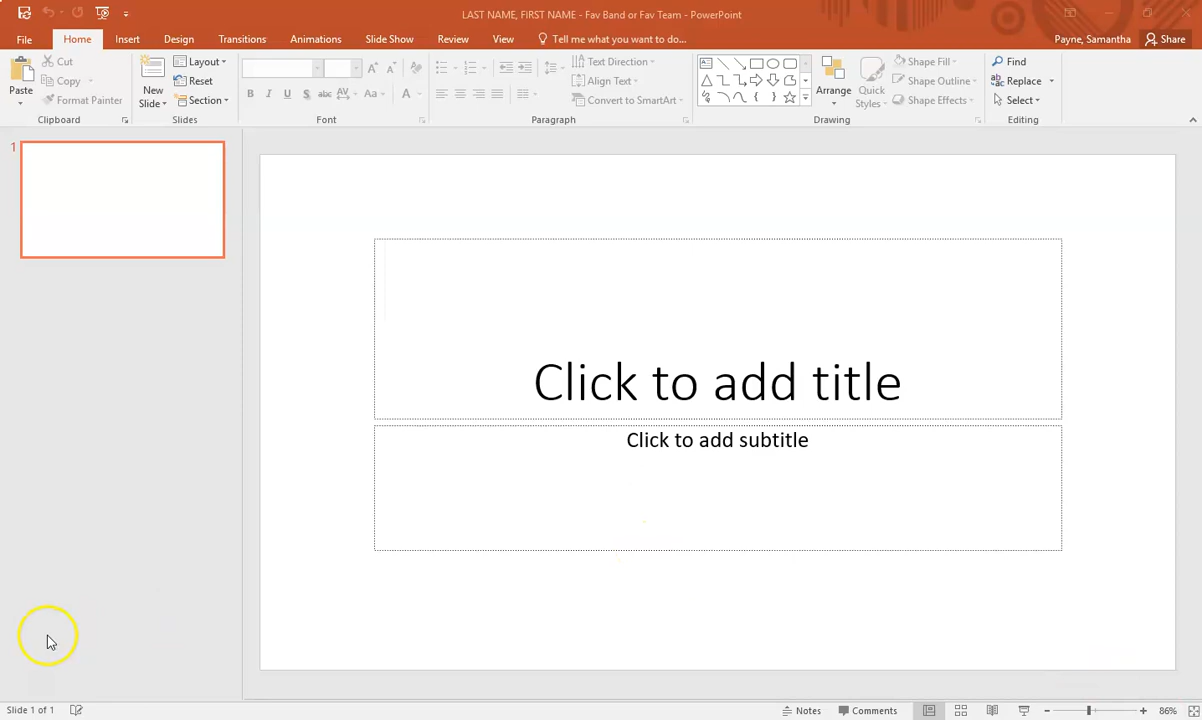 LAST NAME, FIRST NAME - Fav Band or Fav Team - PowerPoint
File Home Insert Design Transitions Animations Slide Show Review View Tell me what you want to do... Payne, Samantha Share
Paste
Cut
Copy
Format Painter
Clipboard
New Slide
Layout
Reset
Section
Slides
B I U S abc AV Aa A
Font
Text Direction
Align Text
Convert to SmartArt
Paragraph
Arrange
Quick Styles
Shape Fill
Shape Outline
Shape Effects
Drawing
Find
Replace
Select
Editing
1
Click to add title
Click to add subtitle
Slide 1 of 1 Notes Comments 86%